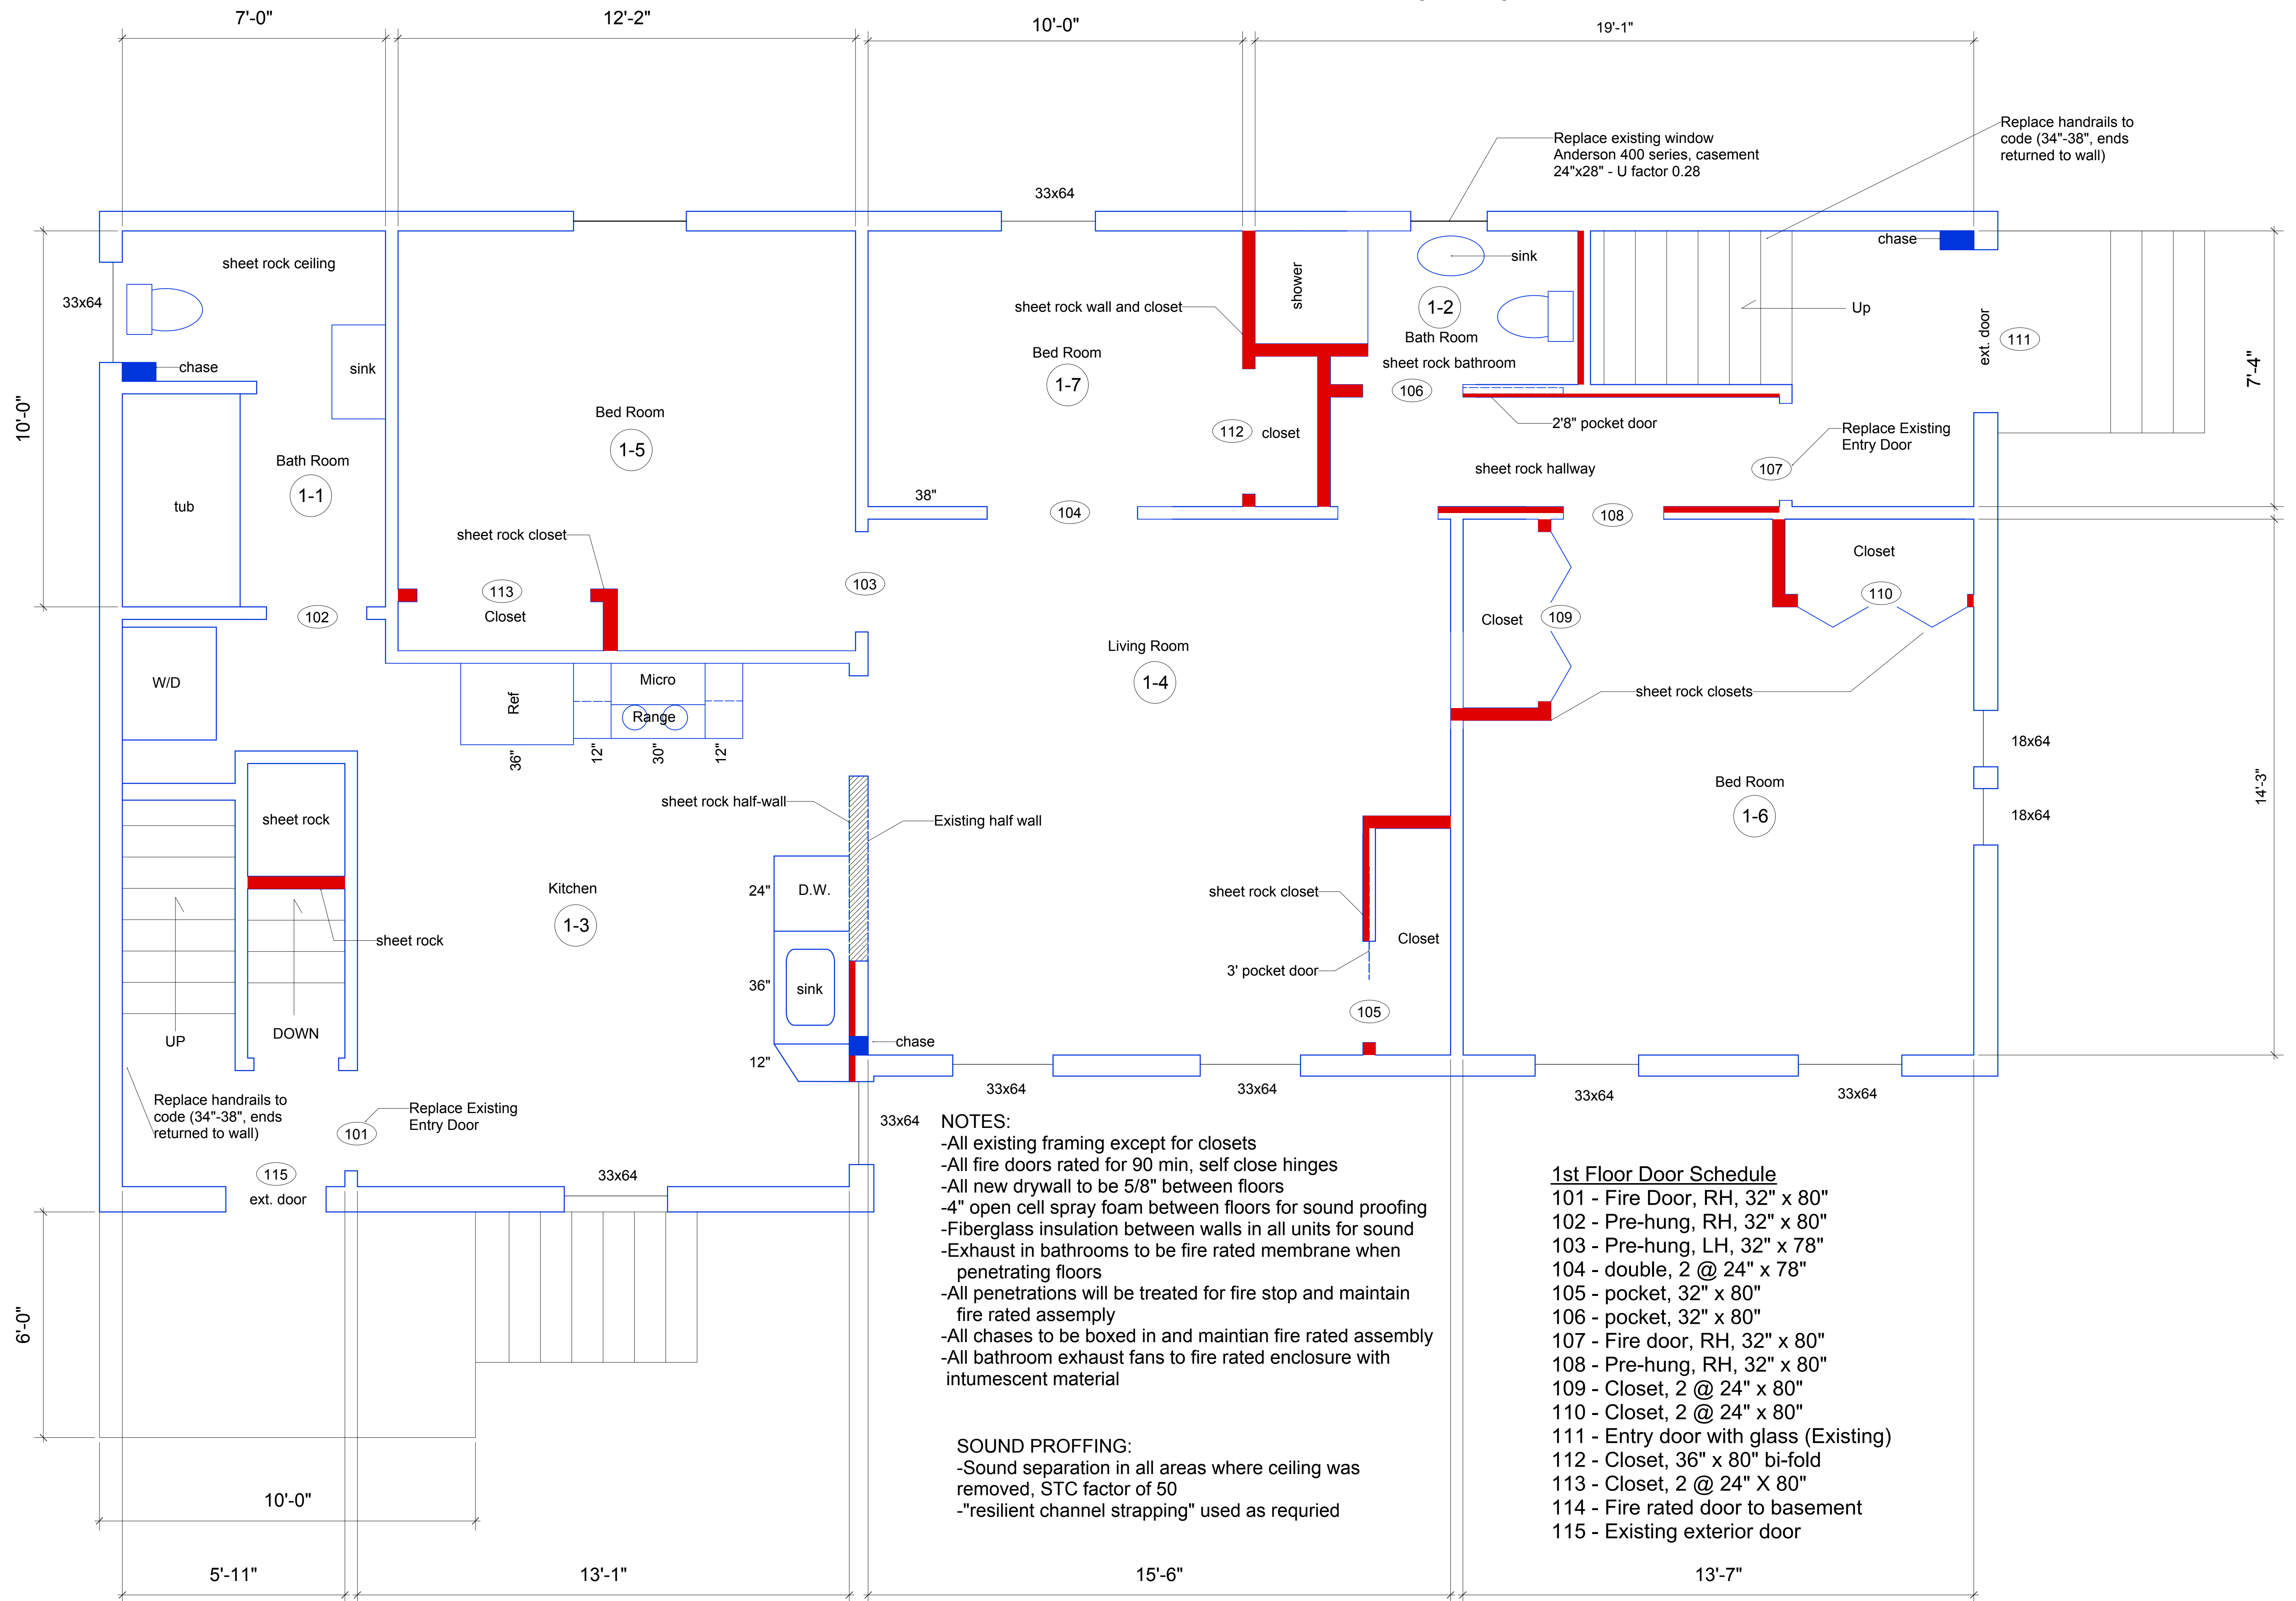 7'-0"
12'-2"
10'-0"
19'-1"
Replace handrails to
code (34"-38", ends
returned to wall)
Replace existing window
Anderson 400 series, casement
24"x28" - U factor 0.28
33x64
chase
sheet rock ceiling
sink
shower
33x64
1-2
Bath Room
Up
sheet rock wall and closet
ext. door
111
7'-4"
chase
sink
Bed Room
1-7
sheet rock bathroom
106
10'-0"
Bed Room
1-5
112
closet
2'8" pocket door
Replace Existing
Entry Door
Bath Room
1-1
sheet rock hallway
107
38"
tub
104
108
sheet rock closet
Closet
103
113
Closet
110
102
Closet
109
Living Room
1-4
W/D
Ref
Micro
Range
sheet rock closets
36"
12"
30"
12"
18x64
Bed Room
1-6
14'-3"
sheet rock half-wall
Existing half wall
18x64
sheet rock
Kitchen
1-3
24"
D.W.
sheet rock closet
sheet rock
Closet
3' pocket door
36"
sink
105
UP
DOWN
chase
12"
33x64
33x64
33x64
33x64
Replace handrails to
code (34"-38", ends
returned to wall)
Replace Existing
Entry Door
101
33x64
115
ext. door
33x64
NOTES:
-All existing framing except for closets
-All fire doors rated for 90 min, self close hinges
-All new drywall to be 5/8" between floors
-4" open cell spray foam between floors for sound proofing
-Fiberglass insulation between walls in all units for sound
-Exhaust in bathrooms to be fire rated membrane when
penetrating floors
-All penetrations will be treated for fire stop and maintain
fire rated assemply
-All chases to be boxed in and maintian fire rated assembly
-All bathroom exhaust fans to fire rated enclosure with
intumescent material
SOUND PROFFING:
-Sound separation in all areas where ceiling was
removed, STC factor of 50
-"resilient channel strapping" used as requried
1st Floor Door Schedule
101 - Fire Door, RH, 32" x 80"
102 - Pre-hung, RH, 32" x 80"
103 - Pre-hung, LH, 32" x 78"
104 - double, 2 @ 24" x 78"
105 - pocket, 32" x 80"
106 - pocket, 32" x 80"
107 - Fire door, RH, 32" x 80"
108 - Pre-hung, RH, 32" x 80"
109 - Closet, 2 @ 24" x 80"
110 - Closet, 2 @ 24" x 80"
111 - Entry door with glass (Existing)
112 - Closet, 36" x 80" bi-fold
113 - Closet, 2 @ 24" X 80"
114 - Fire rated door to basement
115 - Existing exterior door
6'-0"
10'-0"
5'-11"
13'-1"
15'-6"
13'-7"